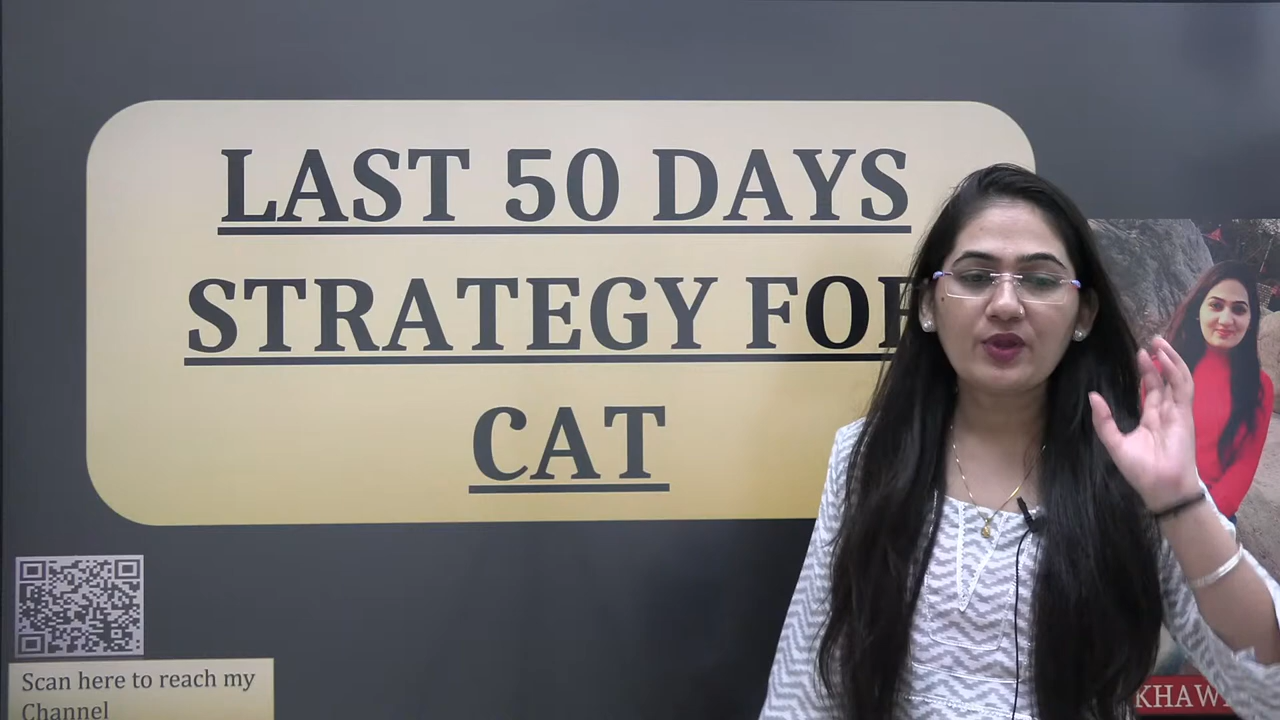 LAST 50 DAYS
STRATEGY FOR
CAT
Scan here to reach my
Channel
KHAW